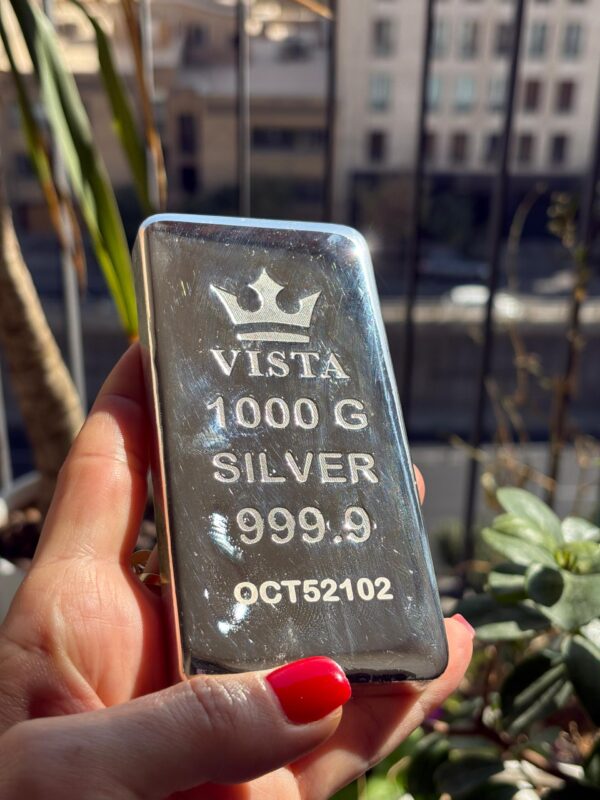 VISTA
1000 G
SILVER
999.9
OCT52102